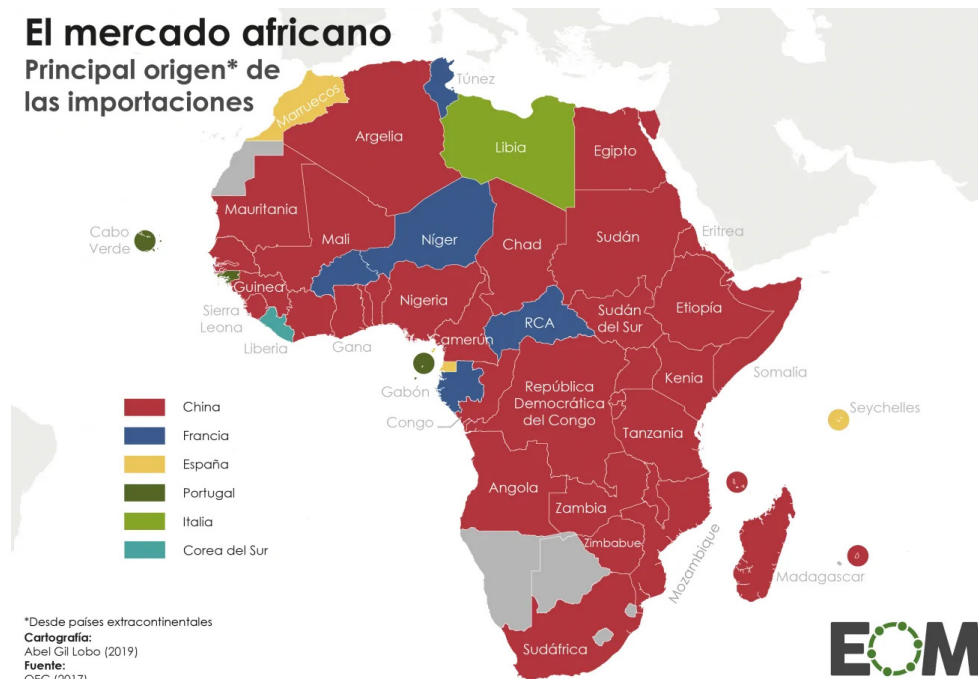 El mercado africano
Principal origen* de
las importaciones
Túnez
Marruecos
Argelia
Libia
Egipto
Mauritania
Cabo
Verde
Mali
Níger
Chad
Sudán
Eritrea
Guinea
Nigeria
Sierra
Leona
Liberia
Gana
Camerún
RCA
Sudán
del Sur
Etiopía
Somalía
Gabón
Congo
República
Democrática
del Congo
Kenia
Tanzania
Seychelles
Angola
Zambia
Zimbabue
Mozambique
Madagascar
Sudáfrica
China
Francia
España
Portugal
Italia
Corea del Sur
*Desde países extracontinentales
Cartografía:
Abel Gil Lobo (2019)
Fuente:
OEC (2017)
EOM